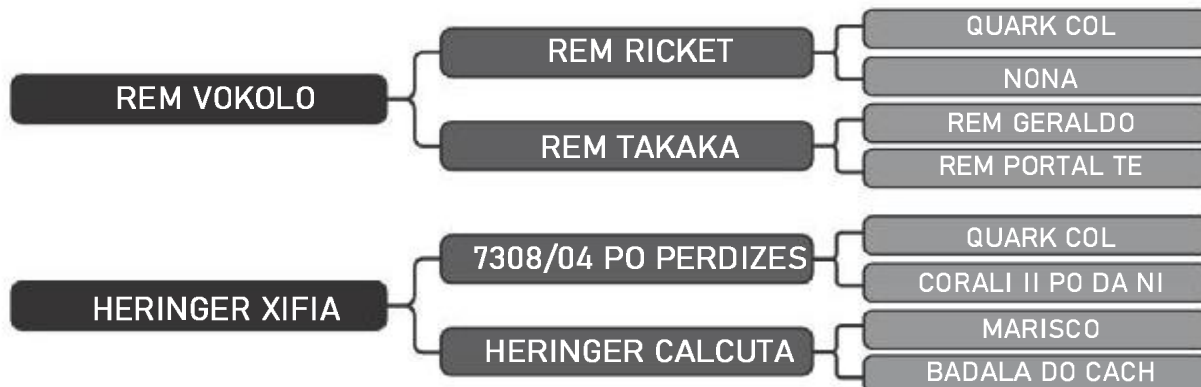 QUARK COL
REM RICKET
NONA
REM VOKOLO
REM GERALDO
REM TAKAKA
REM PORTAL TE
QUARK COL
7308/04 PO PERDIZES
CORALI II PO DA NI
HERINGER XIFIA
MARISCO
HERINGER CALCUTA
BADALA DO CACH